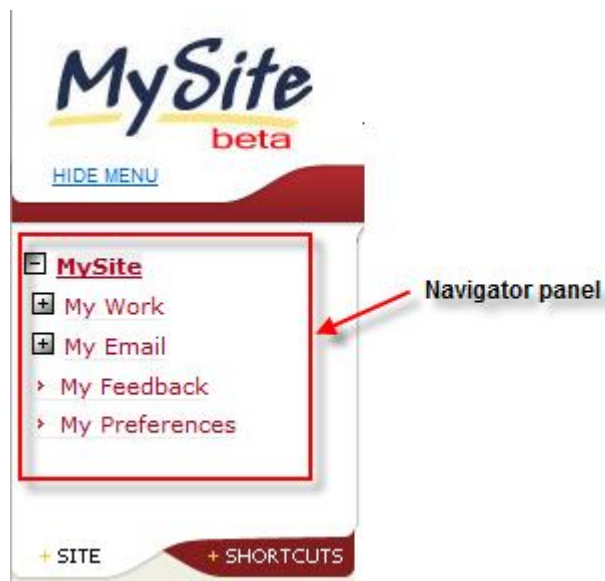 MySite
beta
HIDE MENU
MySite
My Work
My Email
My Feedback
My Preferences
Navigator panel
+ SITE
+ SHORTCUTS